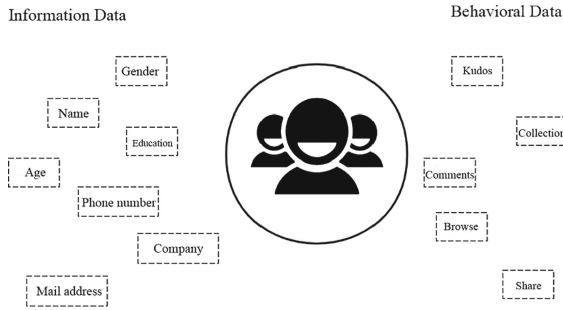 Information Data
Behavioral Data
Gender
Name
Education
Age
Phone number
Company
Mail address
Kudos
Collection
Comments
Browse
Share